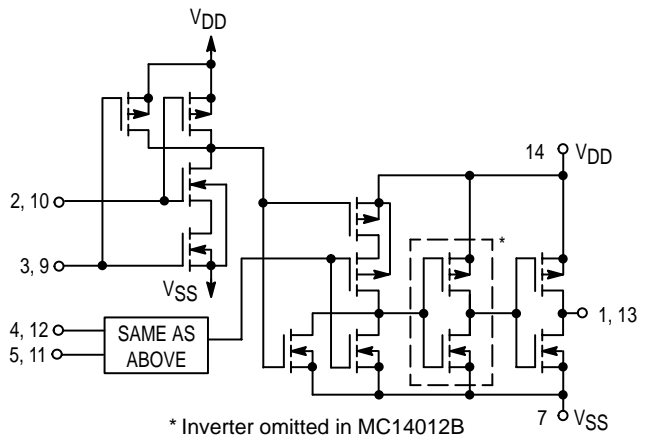 VDD
14 VDD
2, 10
*
3, 9
VSS
1, 13
4, 12
5, 11
SAME AS
ABOVE
7 VSS
* Inverter omitted in MC14012B